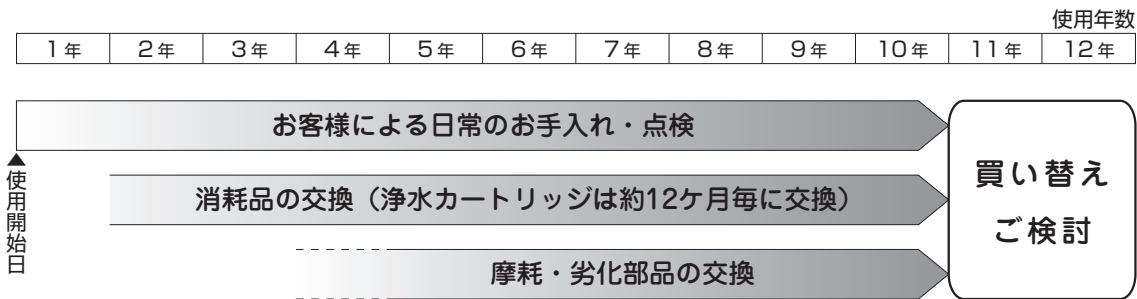 使用年数
1年 2年 3年 4年 5年 6年 7年 8年 9年 10年 11年 12年
お客様による日常のお手入れ・点検
▲使用開始日
消耗品の交換（浄水カートリッジは約12ケ月毎に交換）
摩耗・劣化部品の交換
買い替え
ご検討